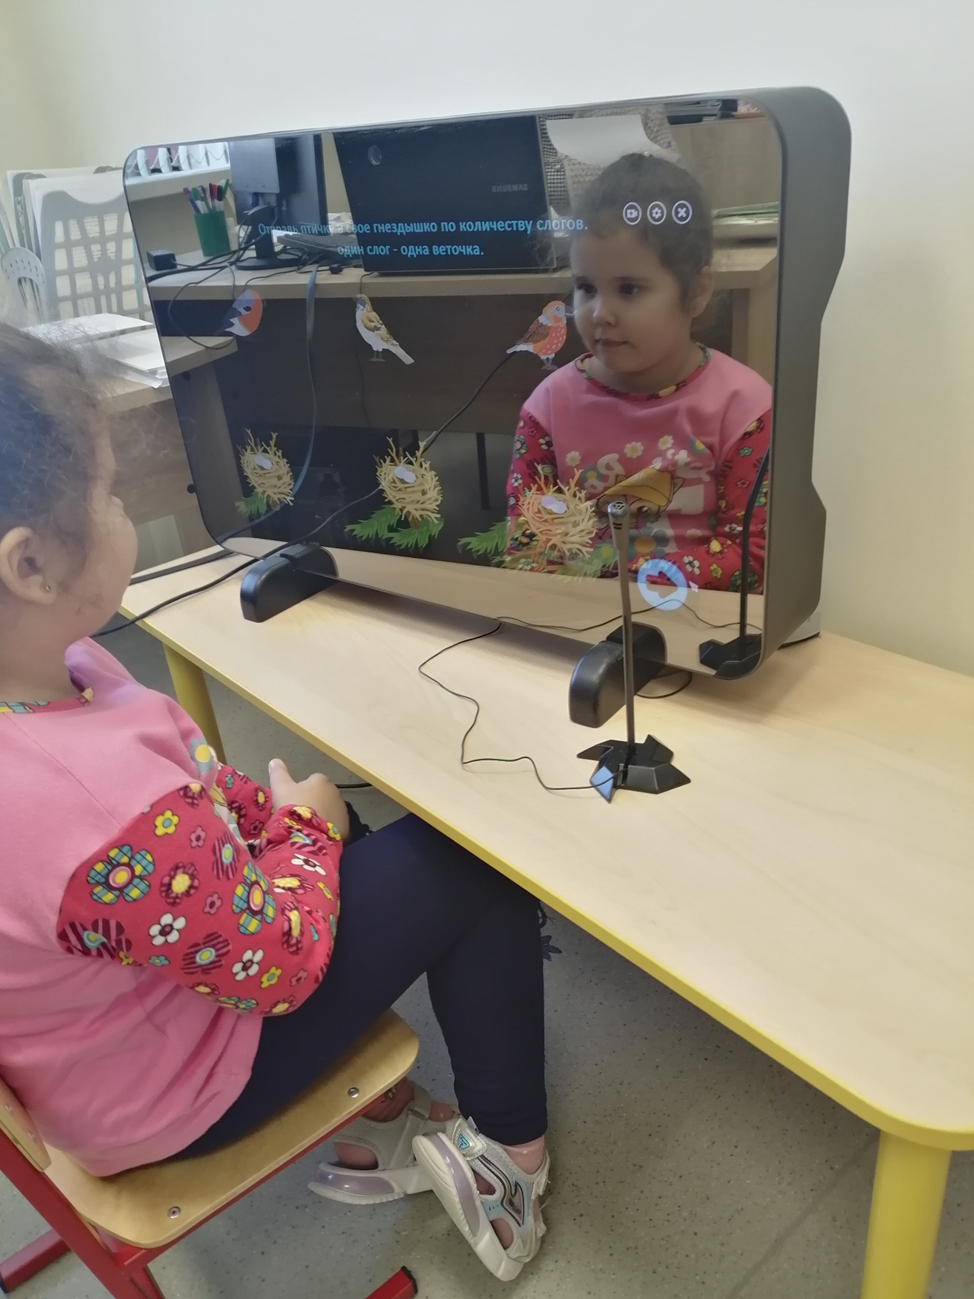 Отправь птичку в свое гнездышко по количеству слогов.
один слог - одна веточка.